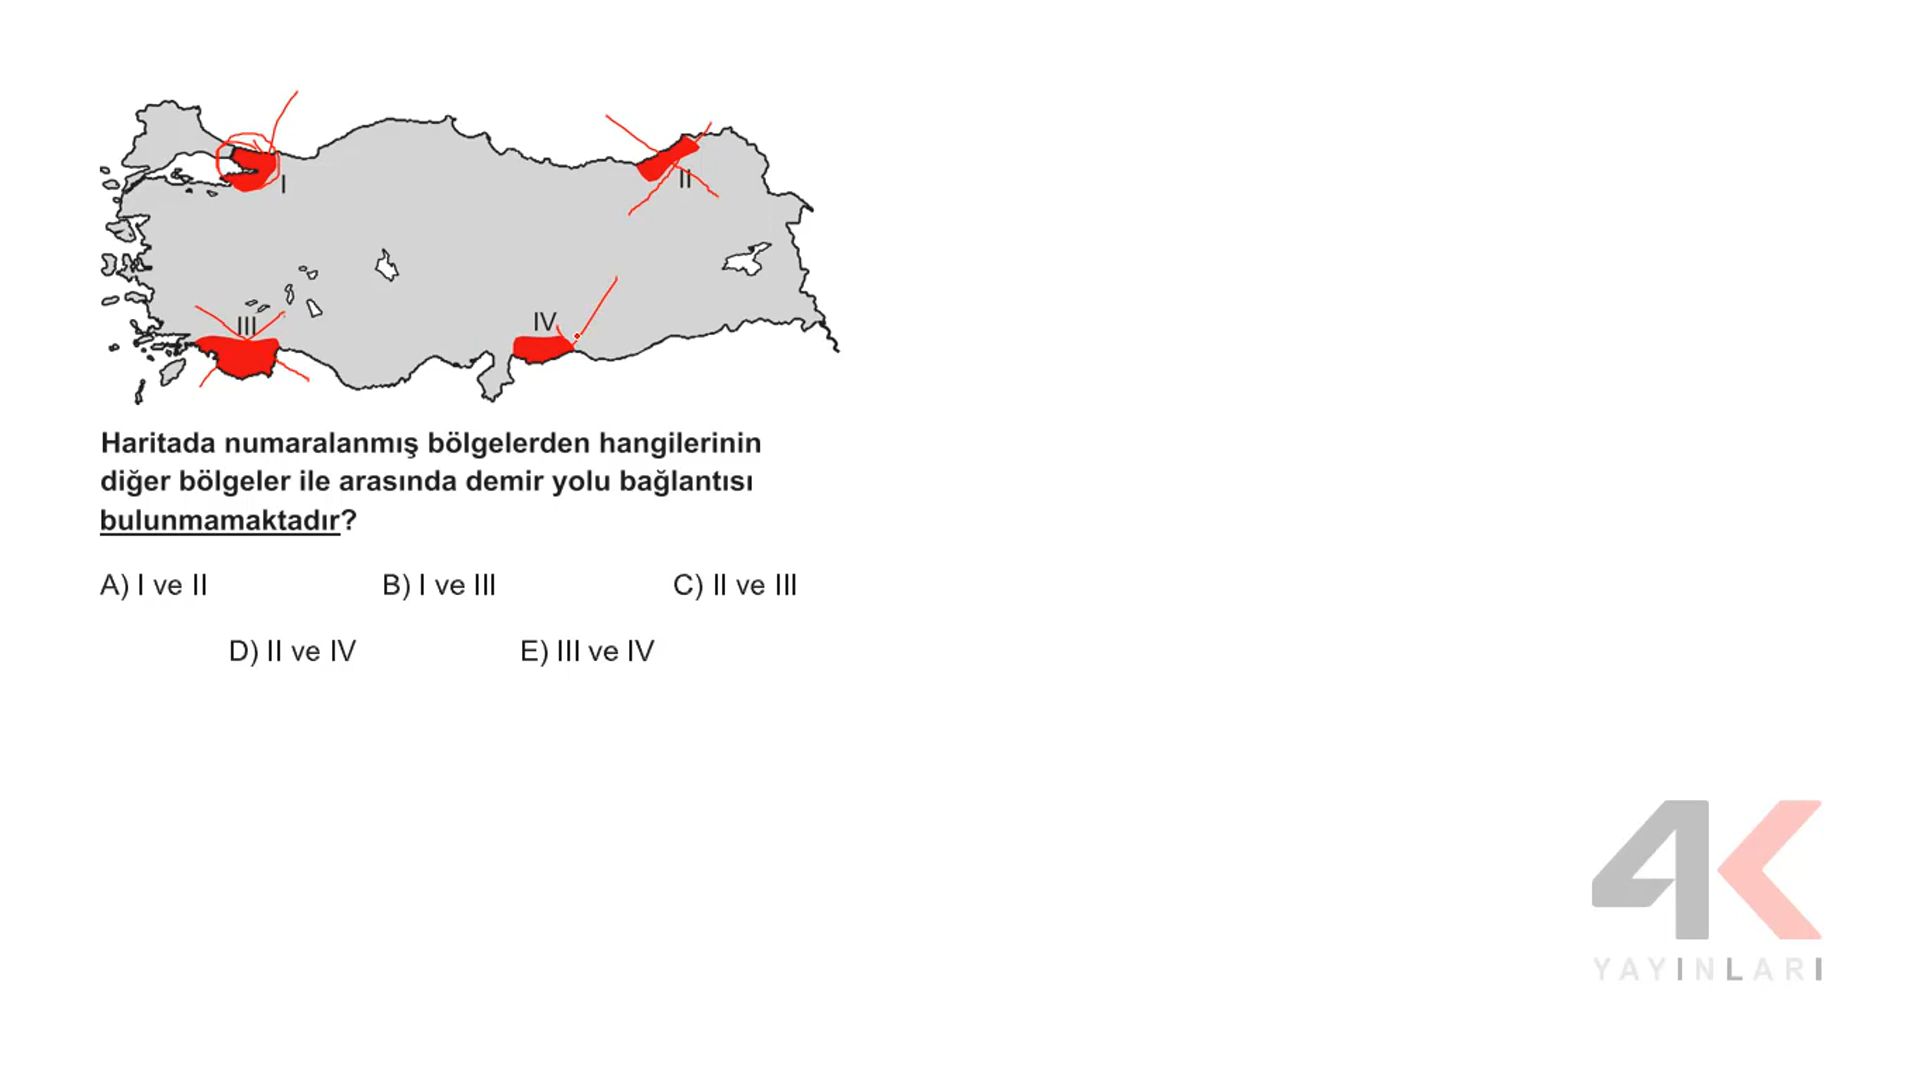 I
II
III
IV
Haritada numaralanmış bölgelerden hangilerinin
diğer bölgeler ile arasında demir yolu bağlantısı
bulunmamaktadır?
A) I ve II B) I ve III C) II ve III
D) II ve IV E) III ve IV
4K
YAYINLARI